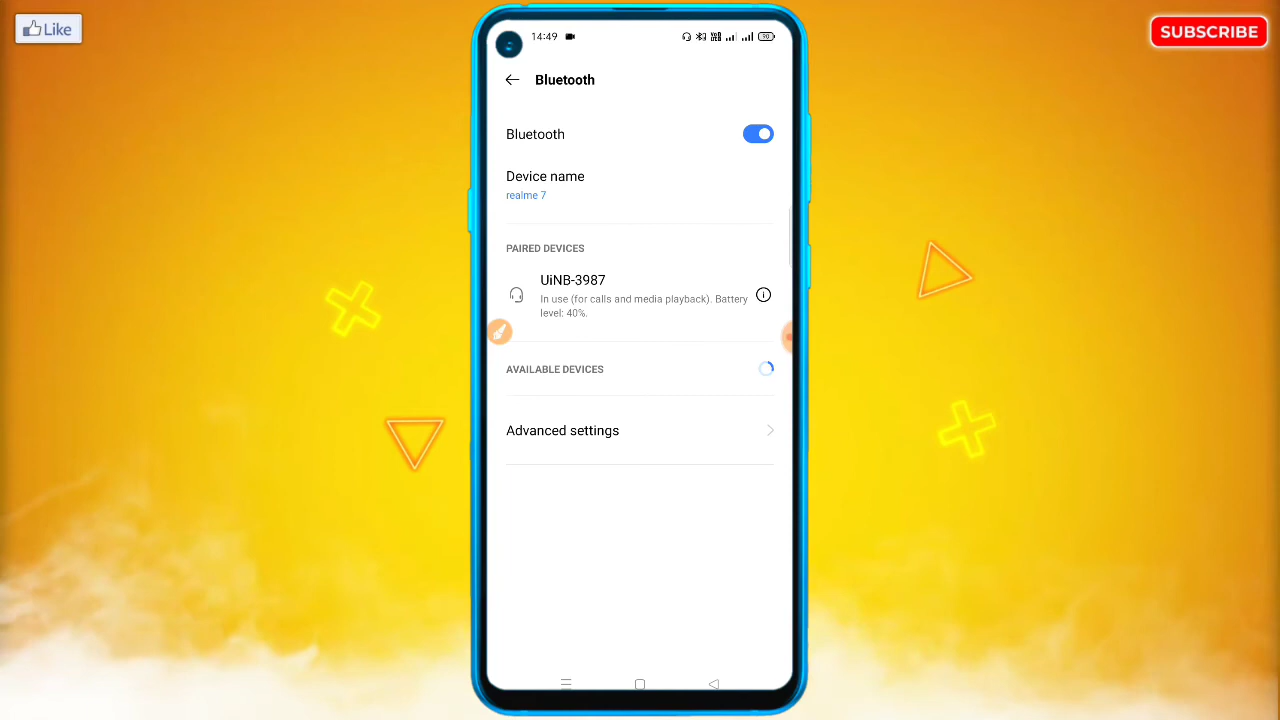 Like
SUBSCRIBE
14:49
90
Bluetooth
Bluetooth
Device name
realme 7
PAIRED DEVICES
UiNB-3987
In use (for calls and media playback). Battery
level: 40%.
AVAILABLE DEVICES
Advanced settings